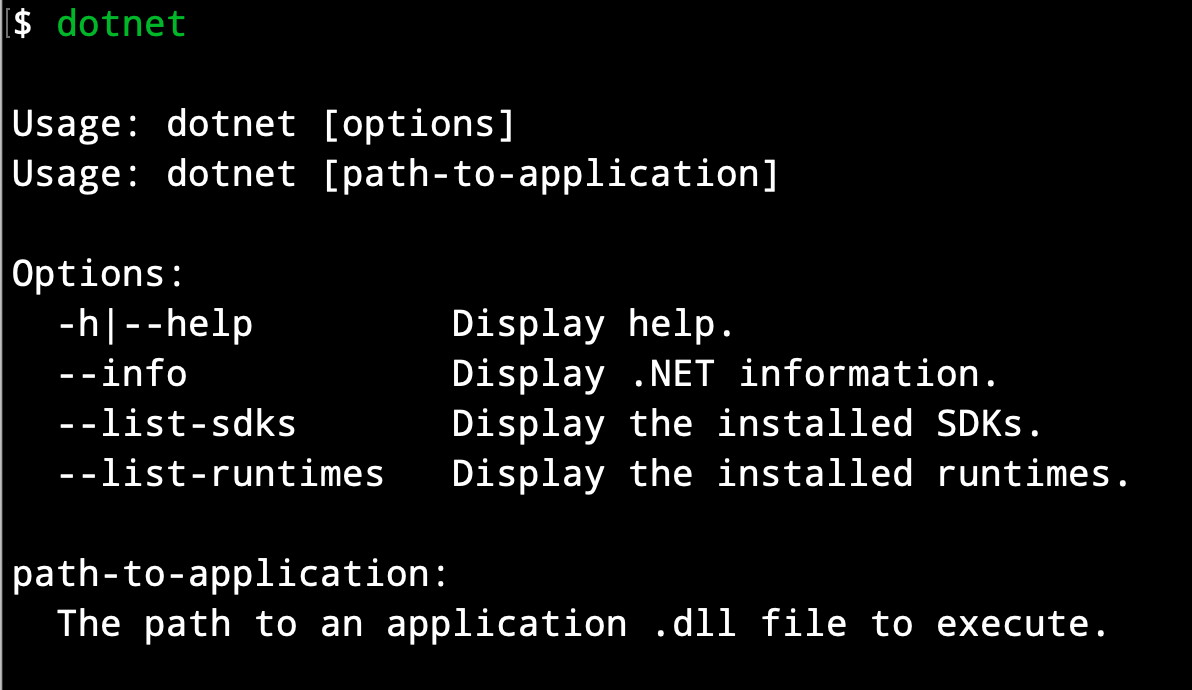 [$ dotnet

Usage: dotnet [options]
Usage: dotnet [path-to-application]

Options:
  -h|--help         Display help.
  --info            Display .NET information.
  --list-sdks       Display the installed SDKs.
  --list-runtimes   Display the installed runtimes.

path-to-application:
  The path to an application .dll file to execute.